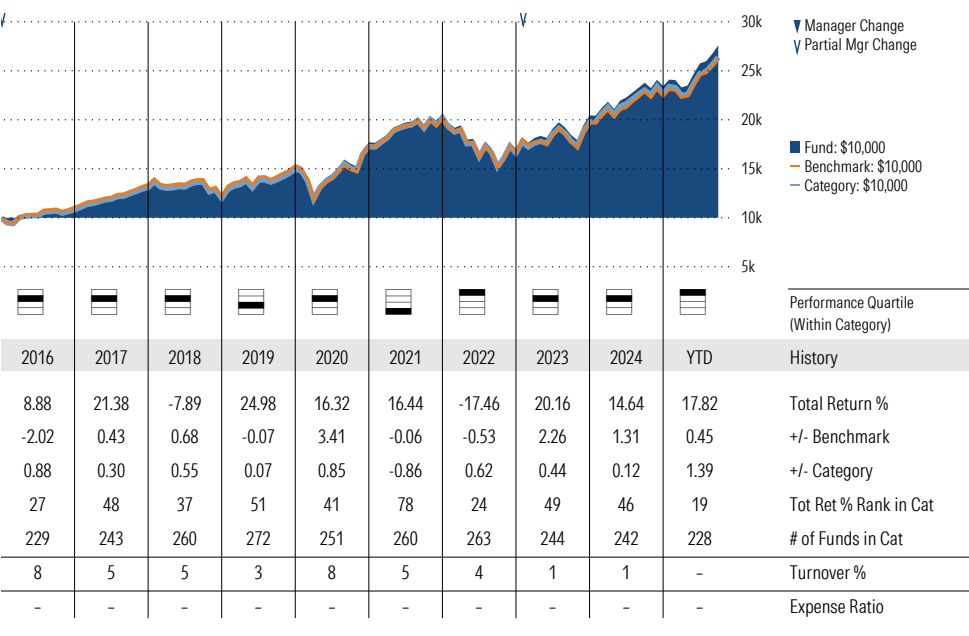 30k
25k
20k
15k
10k
5k
Manager Change
Partial Mgr Change
Fund: $10,000
Benchmark: $10,000
Category: $10,000
Performance Quartile
(Within Category)
2016 2017 2018 2019 2020 2021 2022 2023 2024 YTD History
8.88 21.38 -7.89 24.98 16.32 16.44 -17.46 20.16 14.64 17.82 Total Return %
-2.02 0.43 0.68 -0.07 3.41 -0.06 -0.53 2.26 1.31 0.45 +/- Benchmark
0.88 0.30 0.55 0.07 0.85 -0.86 0.62 0.44 0.12 1.39 +/- Category
27 48 37 51 41 78 24 49 46 19 Tot Ret % Rank in Cat
229 243 260 272 251 260 263 244 242 228 # of Funds in Cat
8 5 5 3 8 5 4 1 1 – Turnover %
– – – – – – – – – – Expense Ratio